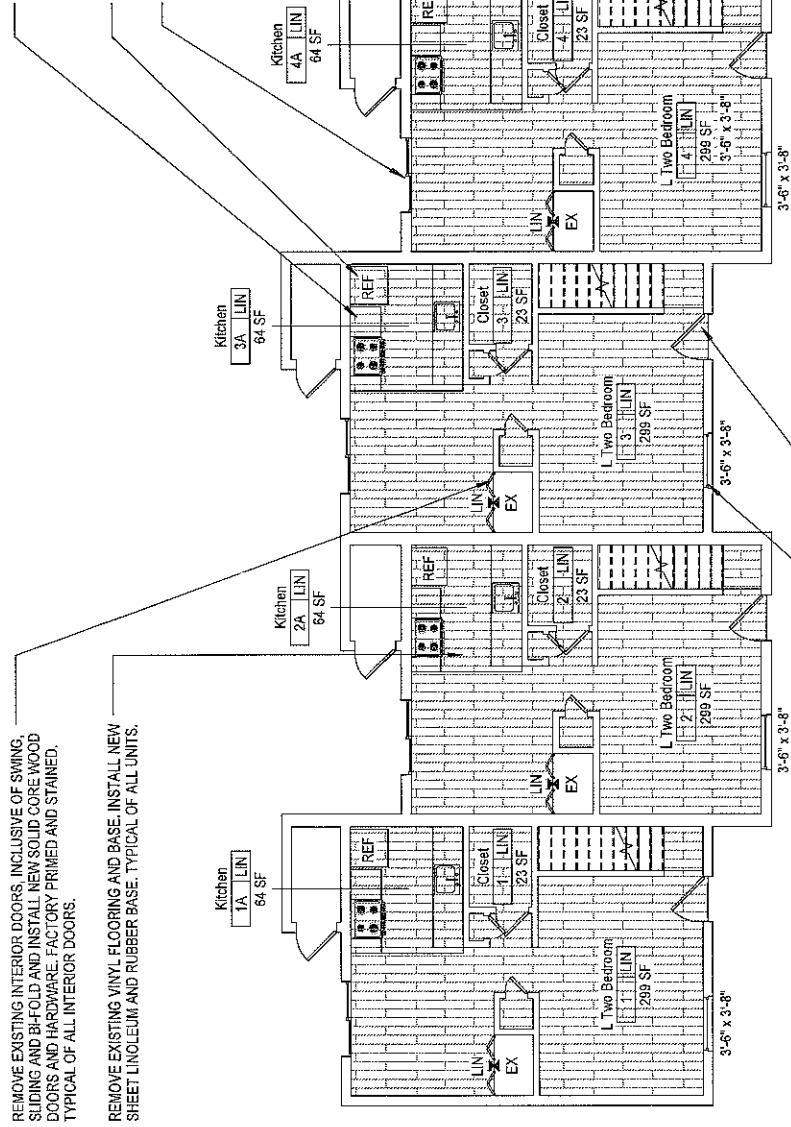 REMOVE EXISTING INTERIOR DOORS, INCLUSIVE OF SWING,
SLIDING AND BI-FOLD AND INSTALL NEW SOLID CORE WOOD
DOORS AND HARDWARE. FACTORY PRIMED AND STAINED.
TYPICAL OF ALL INTERIOR DOORS.
REMOVE EXISTING VINYL FLOORING AND BASE. INSTALL NEW
SHEET LINOLEUM AND RUBBER BASE. TYPICAL OF ALL UNITS.
Kitchen
1A LIN
64 SF
REF
Closet
1 LIN
23 SF
LIN
EX
L Two Bedroom
1 LIN
299 SF
3'-6" x 3'-8"
Kitchen
2A LIN
64 SF
REF
Closet
2 LIN
23 SF
LIN
EX
L Two Bedroom
2 LIN
299 SF
3'-6" x 3'-8"
Kitchen
3A LIN
64 SF
REF
Closet
3 LIN
23 SF
LIN
EX
L Two Bedroom
3 LIN
299 SF
3'-6" x 3'-8"
Kitchen
4A LIN
64 SF
Closet
4 LIN
23 SF
LIN
EX
L Two Bedroom
4 LIN
299 SF
3'-6" x 3'-8"
3'-6" x 3'-8"